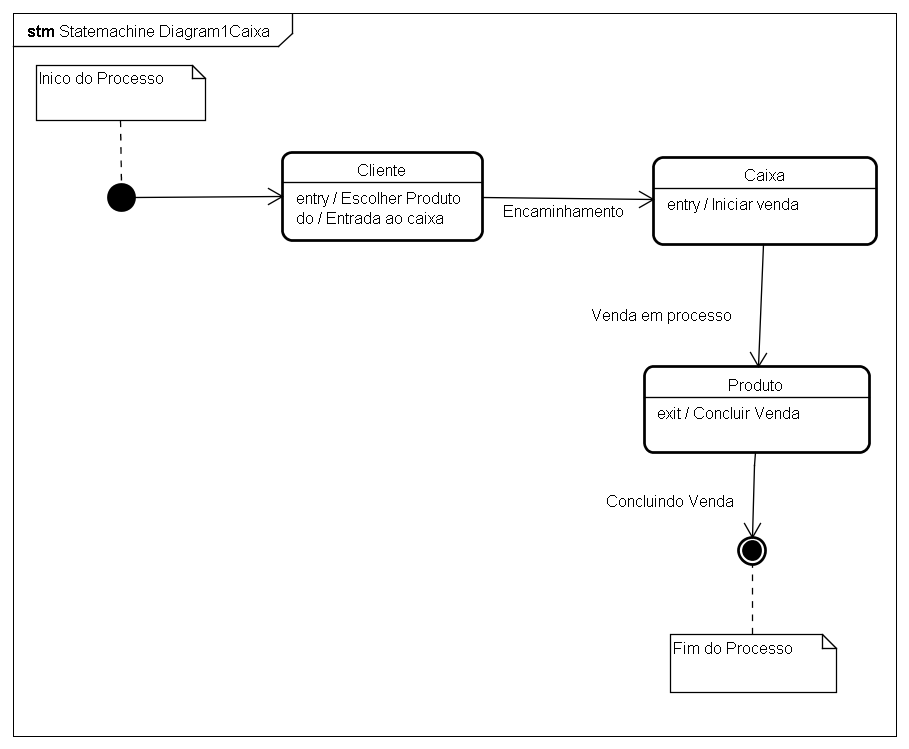 stm Statemachine Diagram1Caixa
Inico do Processo
Cliente
entry / Escolher Produto
do / Entrada ao caixa
Encaminhamento
Caixa
entry / Iniciar venda
Venda em processo
Produto
exit / Concluir Venda
Concluindo Venda
Fim do Processo